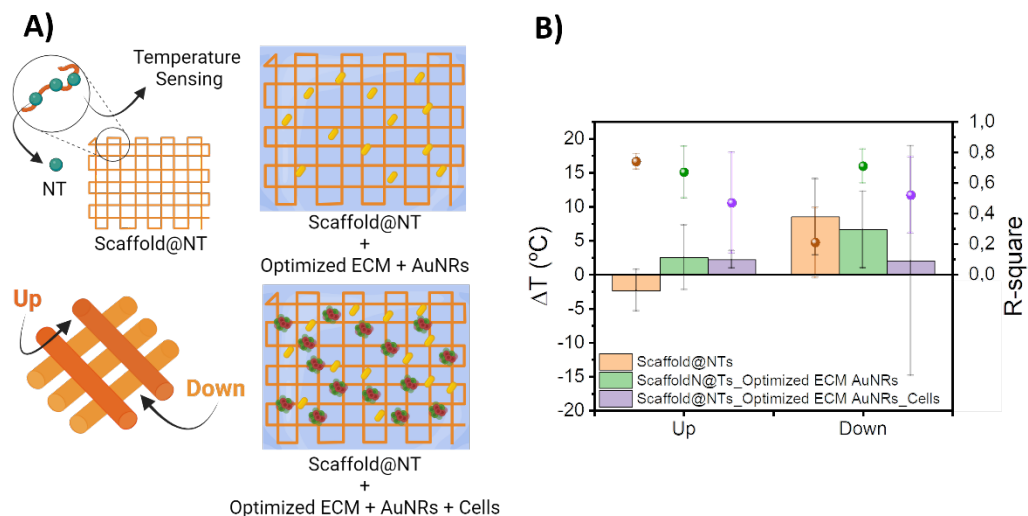 A)
Temperature
Sensing
NT
Scaffold@NT
Scaffold@NT
+
Optimized ECM + AuNRs
Up
Down
Scaffold@NT
+
Optimized ECM + AuNRs + Cells
B)
ΔT (ºC)
20
15
10
5
0
-5
-10
-15
-20
1,0
0,8
0,6
0,4
0,2
0,0
R-square
Scaffold@NTs
ScaffoldN@Ts_Optimized ECM AuNRs
Scaffold@NTs_Optimized ECM AuNRs_Cells
Up
Down